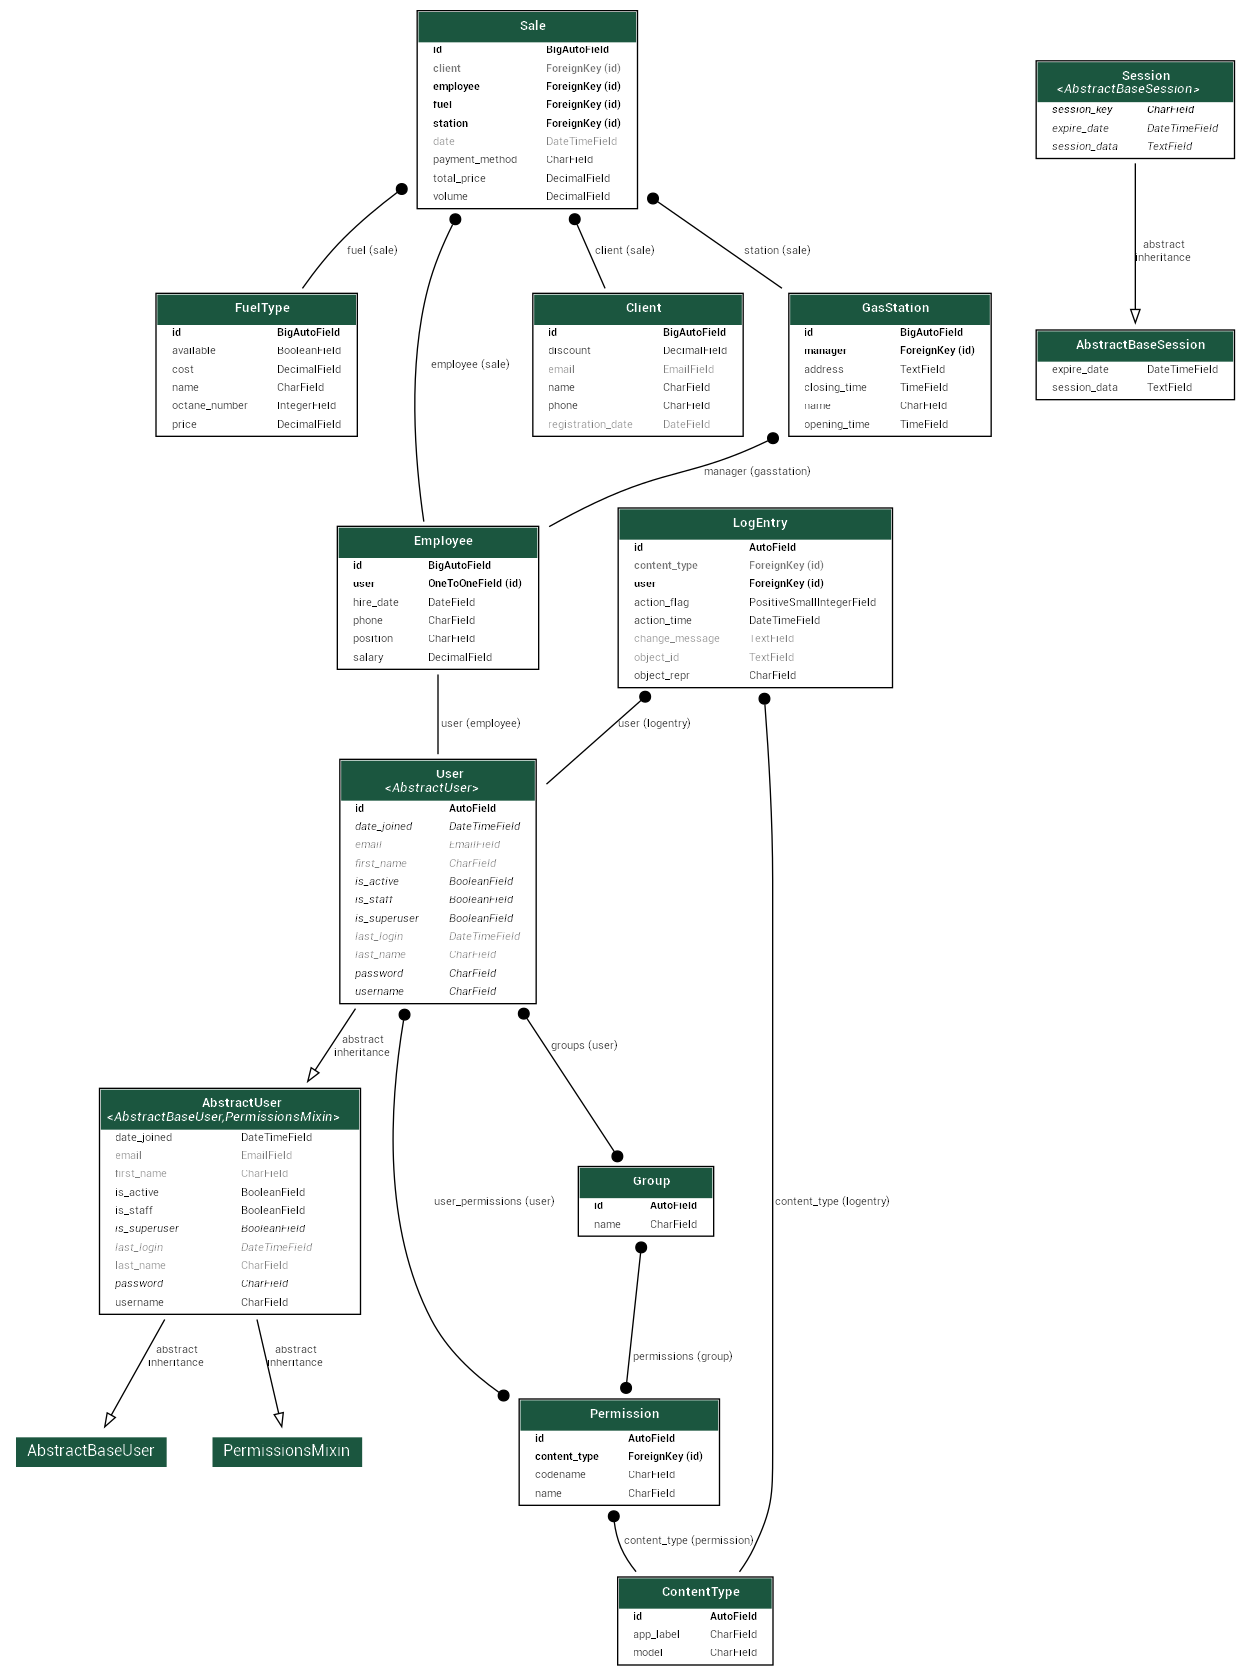 Sale
id BigAutoField
client ForeignKey (id)
employee ForeignKey (id)
fuel ForeignKey (id)
station ForeignKey (id)
date DateTimeField
payment_method CharField
total_price DecimalField
volume DecimalField
Session
<AbstractBaseSession>
session_key CharField
expire_date DateTimeField
session_data TextField
fuel (sale)
client (sale)
station (sale)
abstract
inheritance
FuelType
id BigAutoField
available BooleanField
cost DecimalField
name CharField
octane_number IntegerField
price DecimalField
employee (sale)
Client
id BigAutoField
discount DecimalField
email EmailField
name CharField
phone CharField
registration_date DateField
GasStation
id BigAutoField
manager ForeignKey (id)
address TextField
closing_time TimeField
name CharField
opening_time TimeField
AbstractBaseSession
expire_date DateTimeField
session_data TextField
manager (gasstation)
Employee
id BigAutoField
user OneToOneField (id)
hire_date DateField
phone CharField
position CharField
salary DecimalField
LogEntry
id AutoField
content_type ForeignKey (id)
user ForeignKey (id)
action_flag PositiveSmallIntegerField
action_time DateTimeField
change_message TextField
object_id TextField
object_repr CharField
user (employee)
user (logentry)
User
<AbstractUser>
id AutoField
date_joined DateTimeField
email EmailField
first_name CharField
is_active BooleanField
is_staff BooleanField
is_superuser BooleanField
last_login DateTimeField
last_name CharField
password CharField
username CharField
abstract
inheritance
groups (user)
AbstractUser
<AbstractBaseUser,PermissionsMixin>
date_joined DateTimeField
email EmailField
first_name CharField
is_active BooleanField
is_staff BooleanField
is_superuser BooleanField
last_login DateTimeField
last_name CharField
password CharField
username CharField
user_permissions (user)
Group
id AutoField
name CharField
content_type (logentry)
abstract
inheritance
abstract
inheritance
permissions (group)
AbstractBaseUser
PermissionsMixin
Permission
id AutoField
content_type ForeignKey (id)
codename CharField
name CharField
content_type (permission)
ContentType
id AutoField
app_label CharField
model CharField